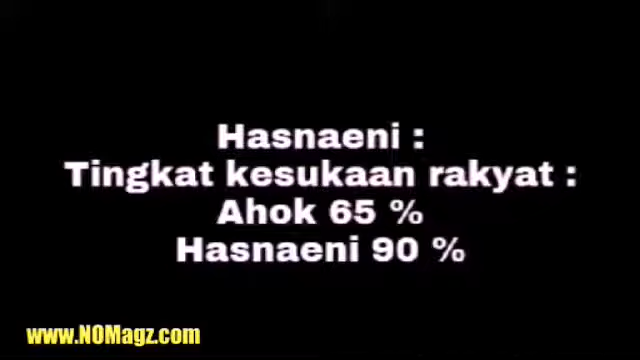 Hasnaeni :
Tingkat kesukaan rakyat :
Ahok 65 %
Hasnaeni 90 %
www.NOMagz.com